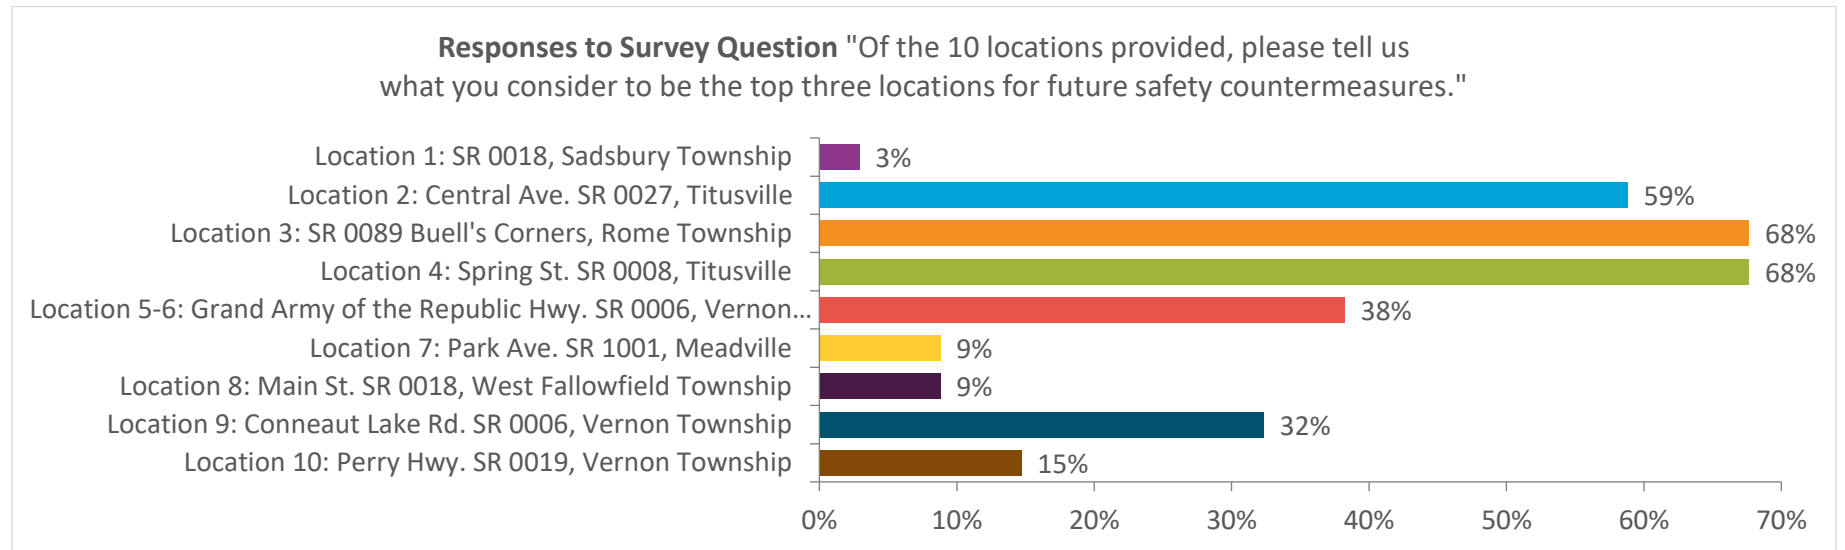 Responses to Survey Question "Of the 10 locations provided, please tell us
what you consider to be the top three locations for future safety countermeasures."
Location 1: SR 0018, Sadsbury Township 3%
Location 2: Central Ave. SR 0027, Titusville 59%
Location 3: SR 0089 Buell's Corners, Rome Township 68%
Location 4: Spring St. SR 0008, Titusville 68%
Location 5-6: Grand Army of the Republic Hwy. SR 0006, Vernon... 38%
Location 7: Park Ave. SR 1001, Meadville 9%
Location 8: Main St. SR 0018, West Fallowfield Township 9%
Location 9: Conneaut Lake Rd. SR 0006, Vernon Township 32%
Location 10: Perry Hwy. SR 0019, Vernon Township 15%
0% 10% 20% 30% 40% 50% 60% 70%